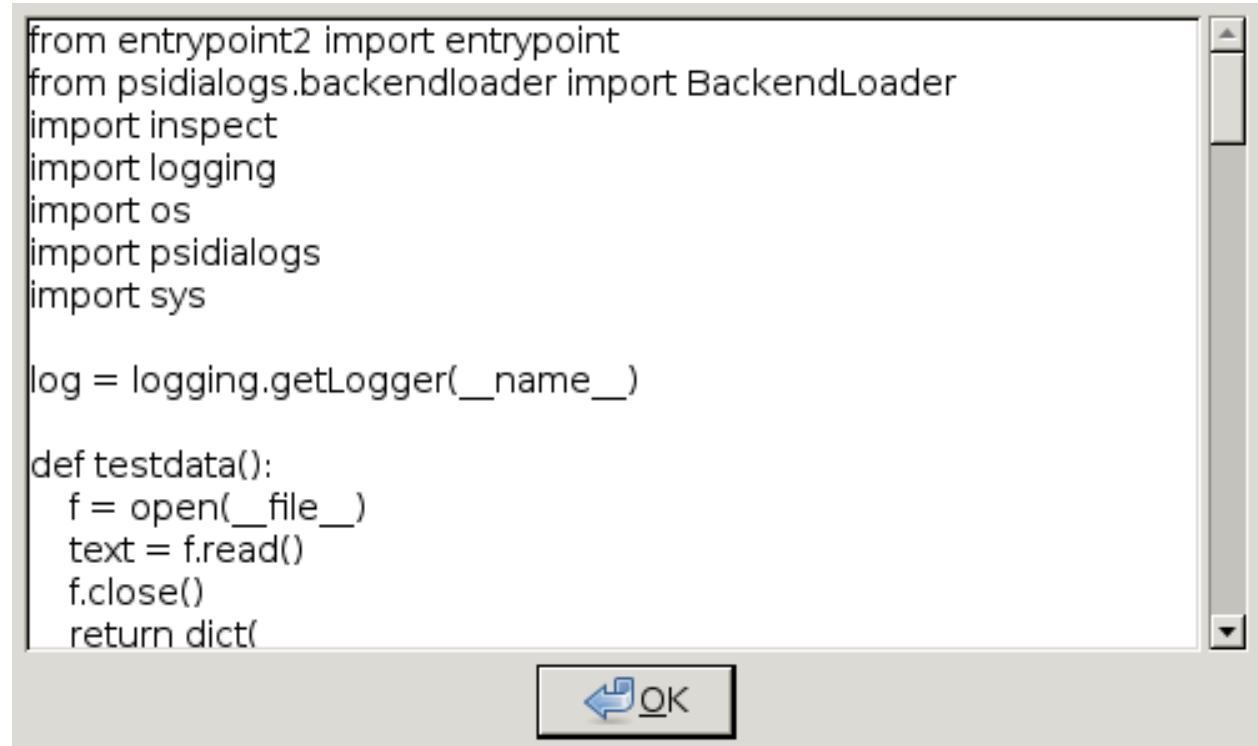 from entrypoint2 import entrypoint
from psidialogs.backendloader import BackendLoader
import inspect
import logging
import os
import psidialogs
import sys

log = logging.getLogger(__name__)

def testdata():
    f = open(__file__)
    text = f.read()
    f.close()
    return dict(
OK